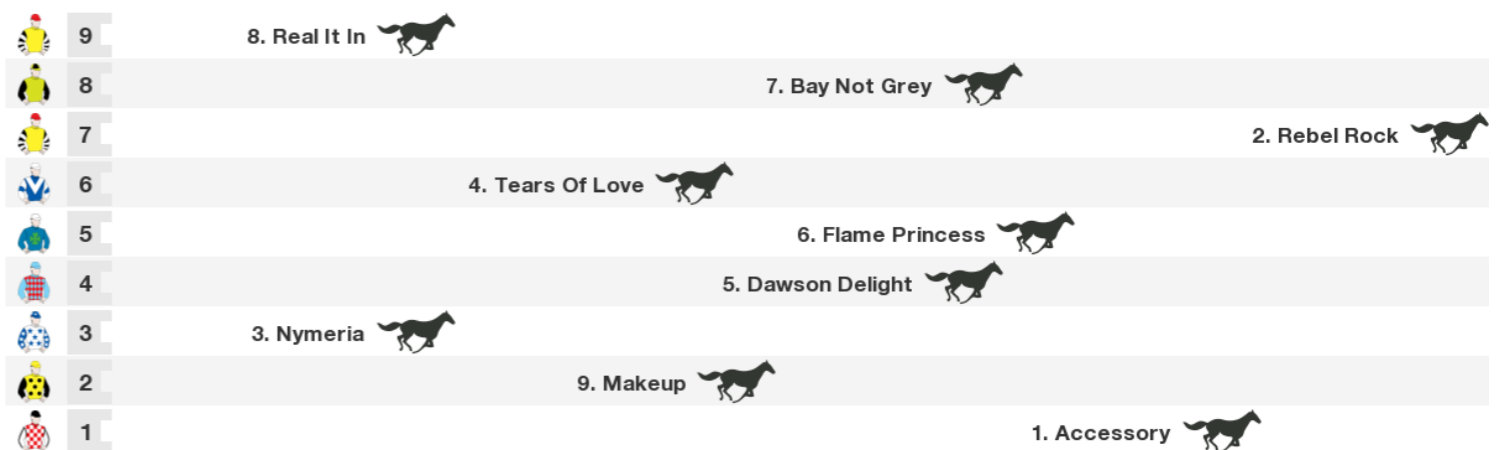 9 8. Real It In
8 7. Bay Not Grey
7 2. Rebel Rock
6 4. Tears Of Love
5 6. Flame Princess
4 5. Dawson Delight
3 3. Nymeria
2 9. Makeup
1 1. Accessory